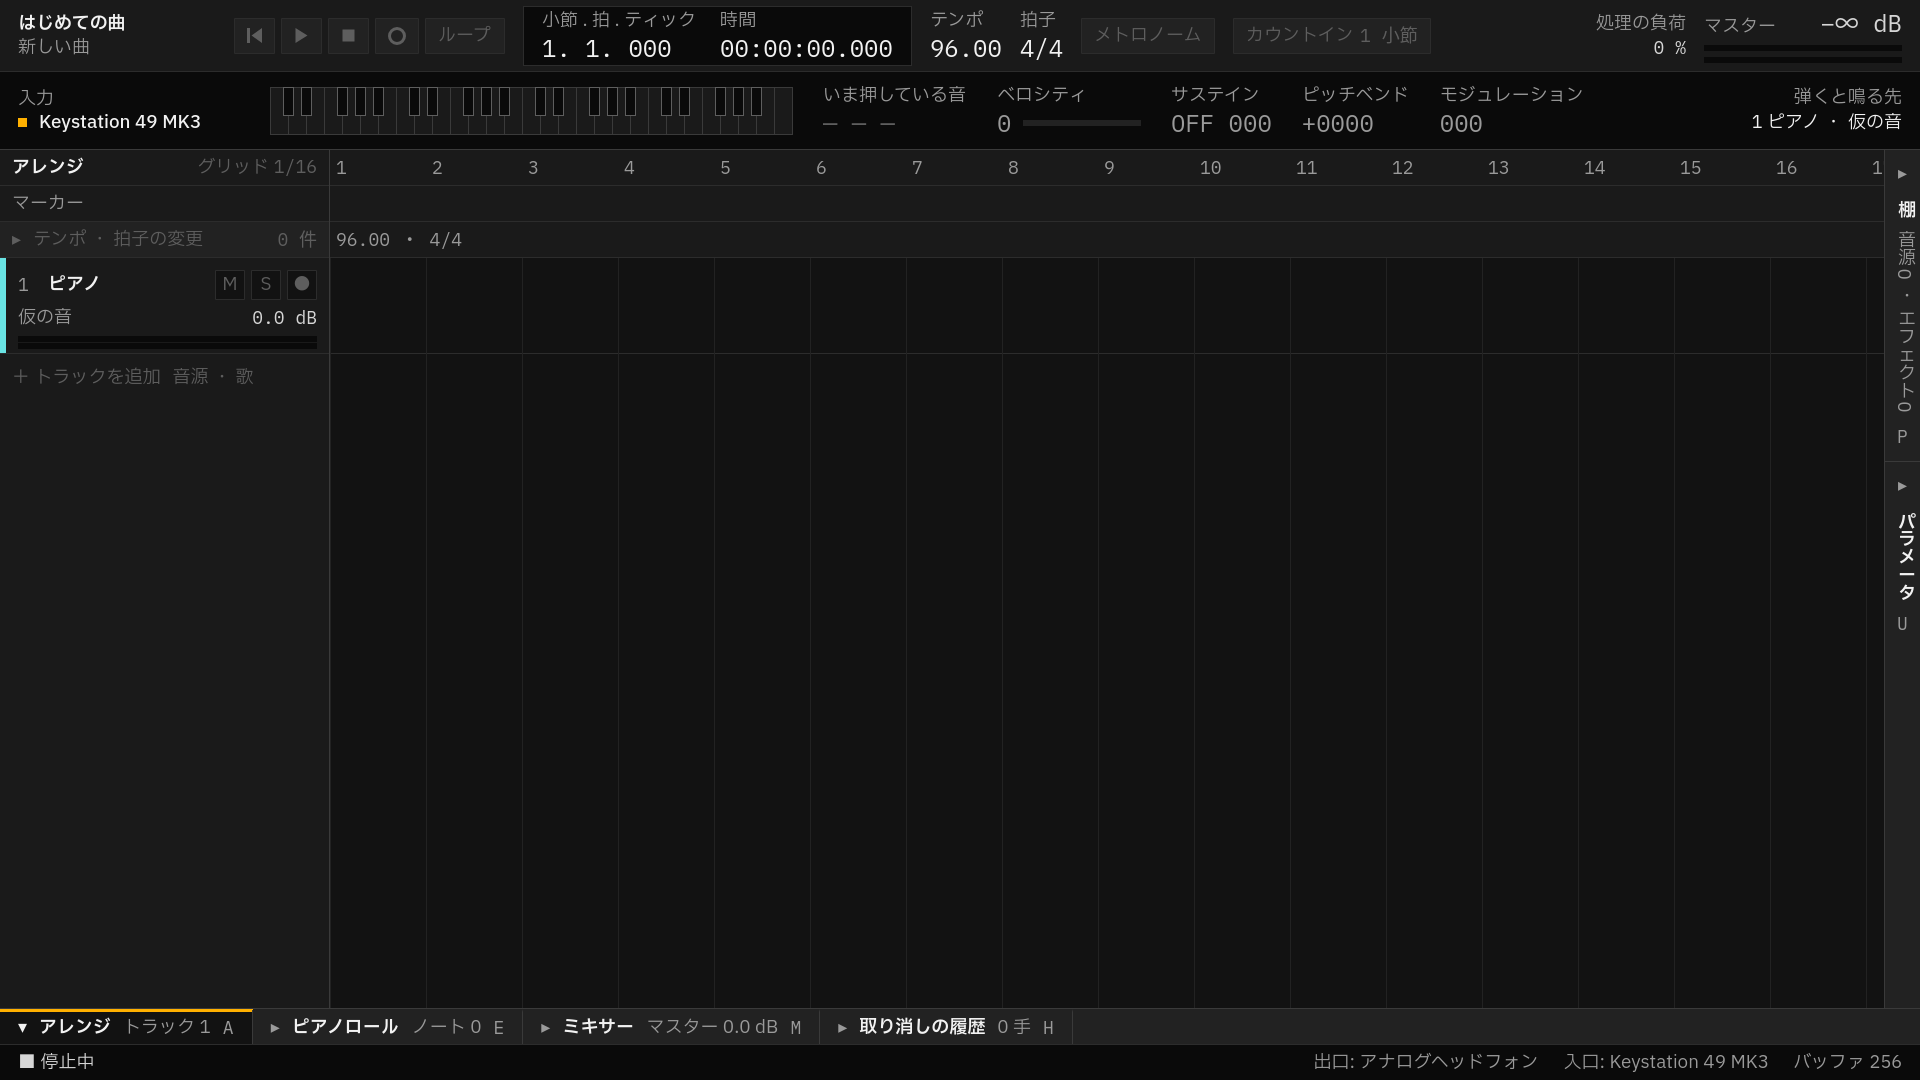 はじめての曲
新しい曲
ループ
小節 . 拍 . ティック 時間
1. 1. 000 00:00:00.000
テンポ 拍子
96.00 4/4
メトロノーム
カウントイン 1 小節
処理の負荷
0 %
マスター -∞ dB
入力
Keystation 49 MK3
いま押している音
— — —
ベロシティ
0
サステイン
OFF 000
ピッチベンド
+0000
モジュレーション
000
弾くと鳴る先
1 ピアノ · 仮の音
アレンジ グリッド 1/16
1 2 3 4 5 6 7 8 9 10 11 12 13 14 15 16 1
マーカー
▶ テンポ · 拍子の変更 0 件
96.00 · 4/4
1 ピアノ M S
仮の音 0.0 dB
+ トラックを追加 音源 · 歌
▶ 棚 音源 0 · エフェクト 0 P
▶ パラメータ U
▼ アレンジ トラック 1 A
▶ ピアノロール ノート 0 E
▶ ミキサー マスター 0.0 dB M
▶ 取り消しの履歴 0 手 H
■ 停止中
出口: アナログヘッドフォン 入口: Keystation 49 MK3 バッファ 256